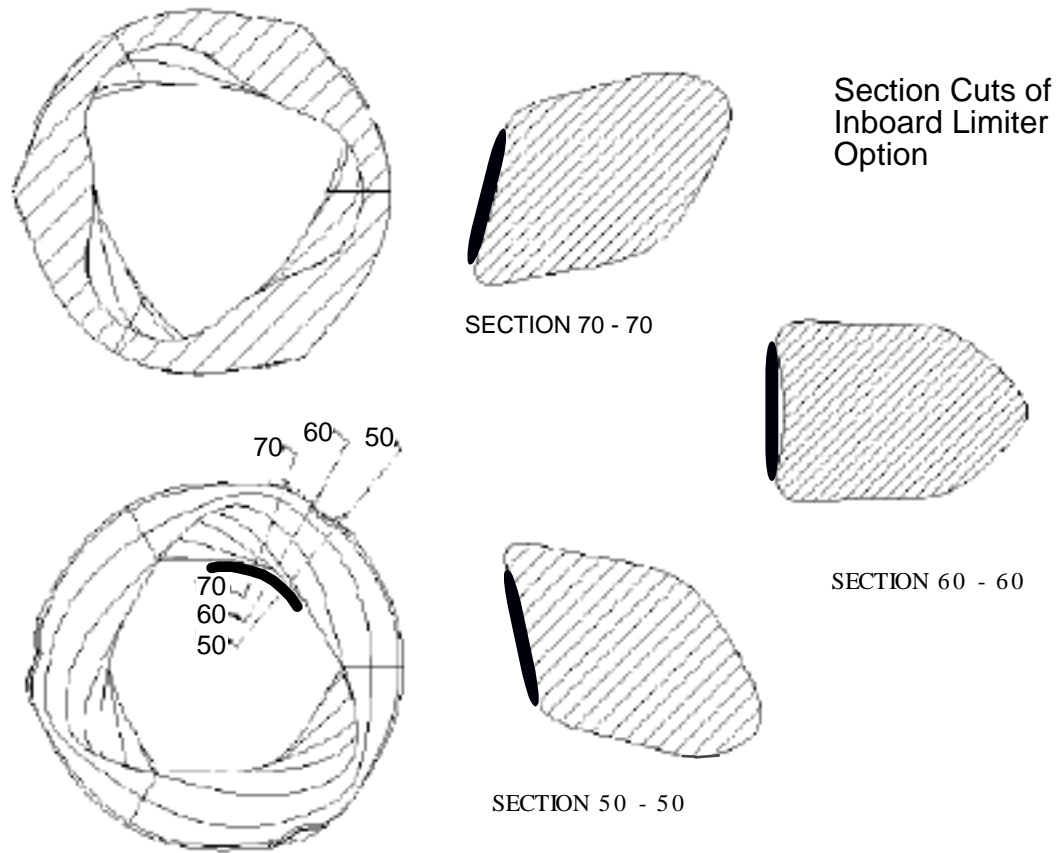 Section Cuts of
Inboard Limiter
Option
SECTION 70 - 70
SECTION 60 - 60
70 60 50
70
60
50
SECTION 50 - 50